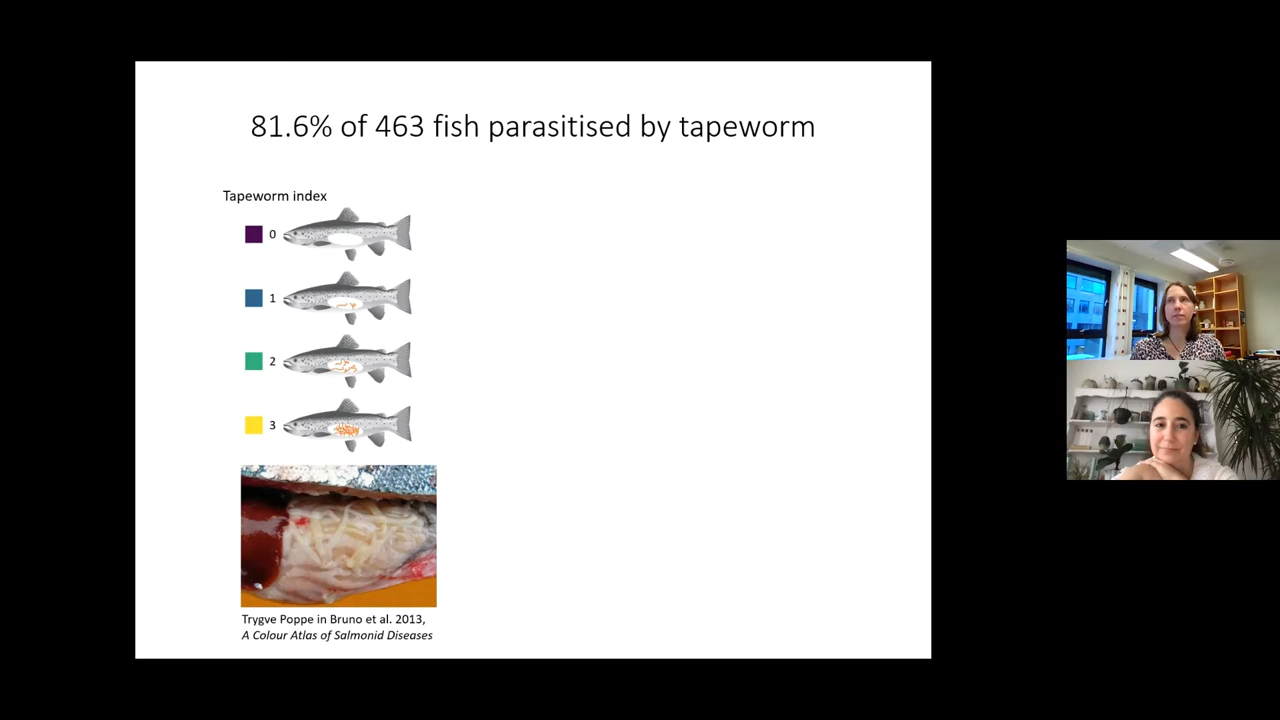 81.6% of 463 fish parasitised by tapeworm
Tapeworm index
0
1
2
3
Trygve Poppe in Bruno et al. 2013,
A Colour Atlas of Salmonid Diseases